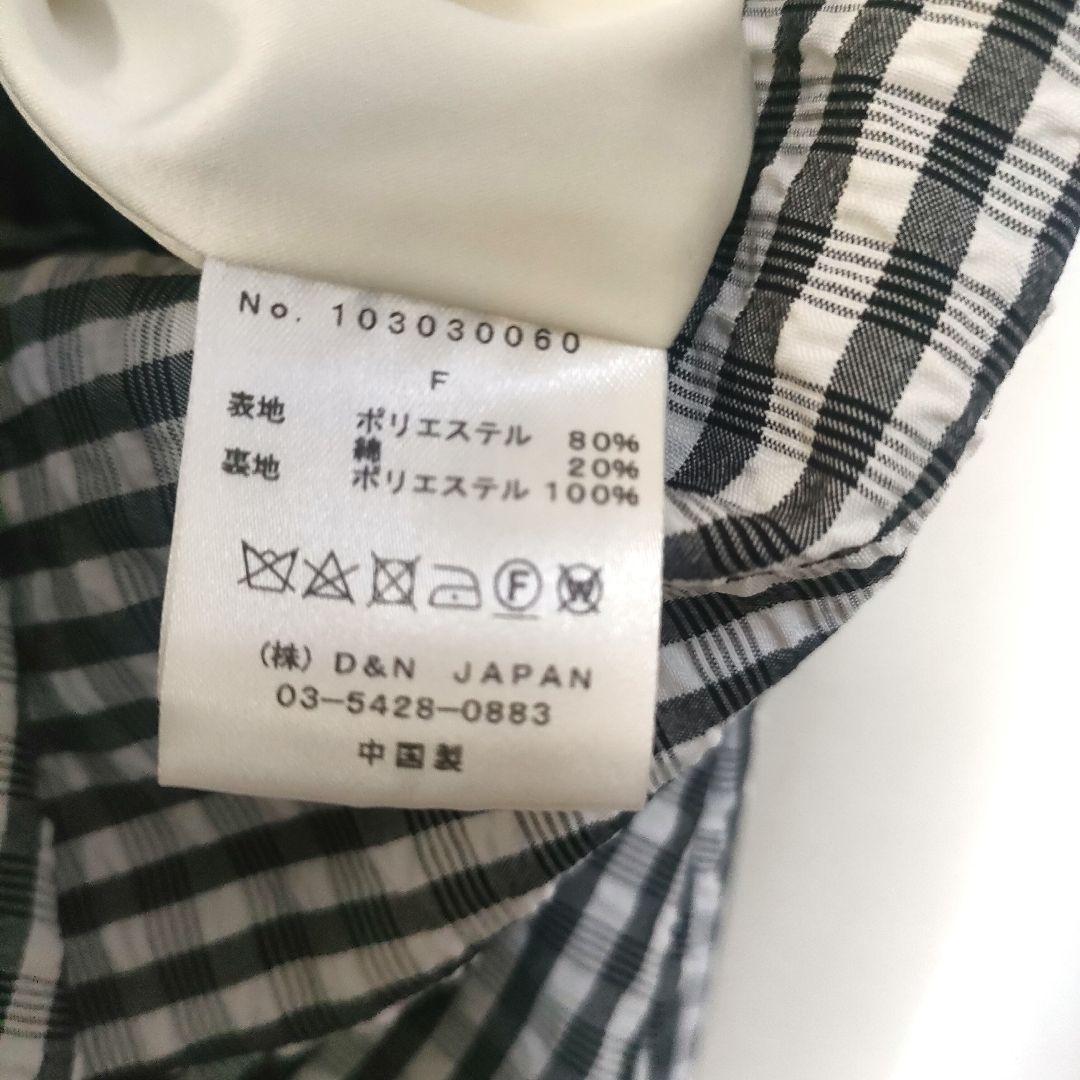 No. 103030060
F
表地 ポリエステル 80%
綿 20%
裏地 ポリエステル 100%
F W
(株) D&N JAPAN
03-5428-0883
中国製